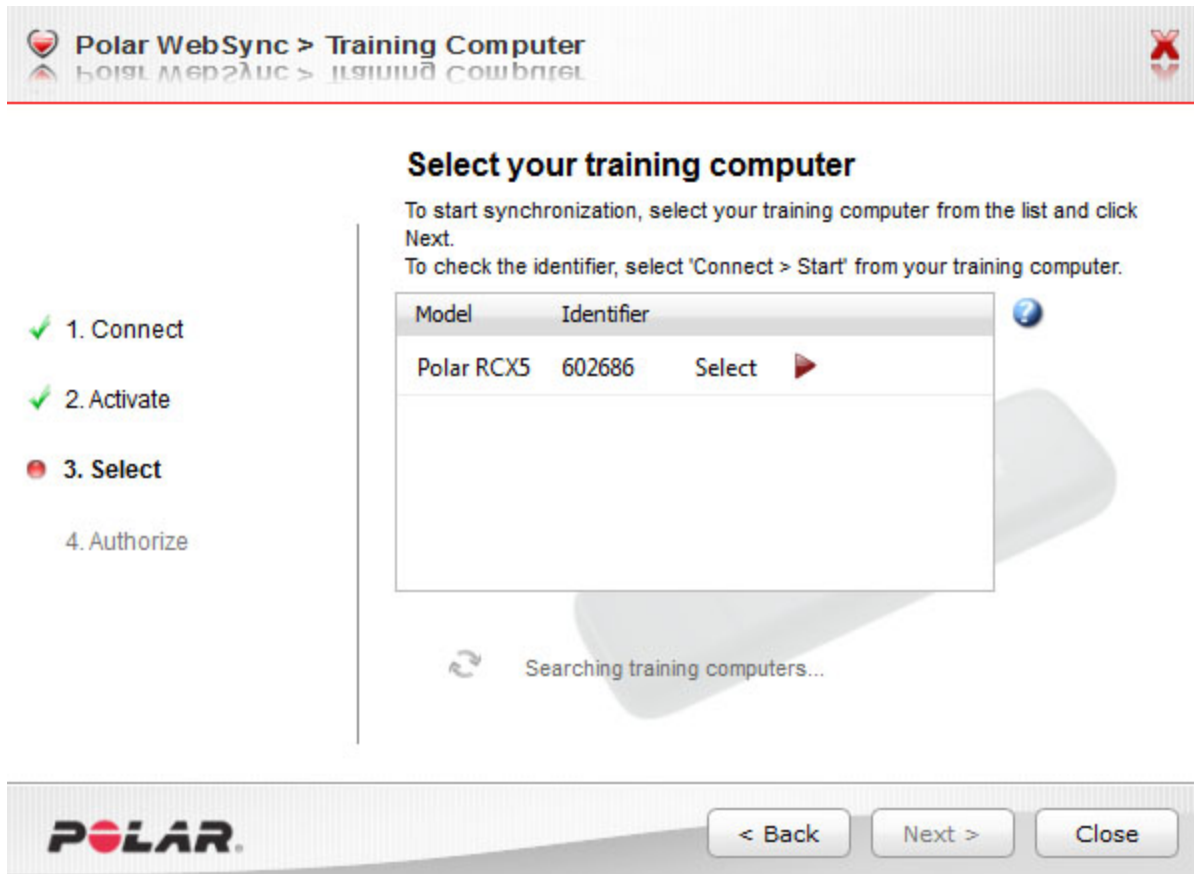 Polar WebSync > Training Computer
Select your training computer
To start synchronization, select your training computer from the list and click
Next.
To check the identifier, select 'Connect > Start' from your training computer.
Model Identifier
Polar RCX5 602686 Select
1. Connect
2. Activate
3. Select
4. Authorize
Searching training computers...
POLAR.
< Back Next > Close